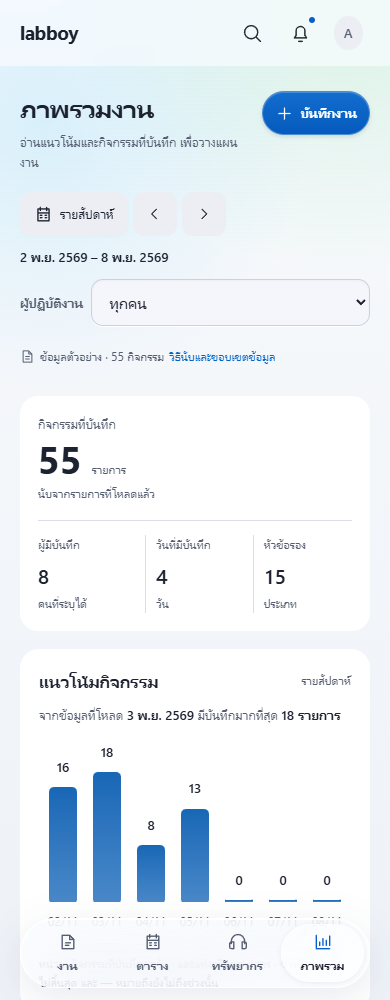 labboy
A
ภาพรวมงาน
บันทึกงาน
อ่านแนวโน้มและกิจกรรมที่บันทึก เพื่อวางแผน
งาน
รายสัปดาห์
2 พ.ย. 2569 – 8 พ.ย. 2569
ผู้ปฏิบัติงาน
ทุกคน
ข้อมูลตัวอย่าง · 55 กิจกรรม วิธีนับและขอบเขตข้อมูล
กิจกรรมที่บันทึก
55 รายการ
นับจากรายการที่โหลดแล้ว
ผู้มีบันทึก
วันที่มีบันทึก
หัวข้อรอง
8
4
15
คนที่ระบุได้
วัน
ประเภท
แนวโน้มกิจกรรม
รายสัปดาห์
จากข้อมูลที่โหลด 3 พ.ย. 2569 มีบันทึกมากที่สุด 18 รายการ
16
18
8
13
0
0
0
งาน
ตาราง
ทรัพยากร
ภาพรวม